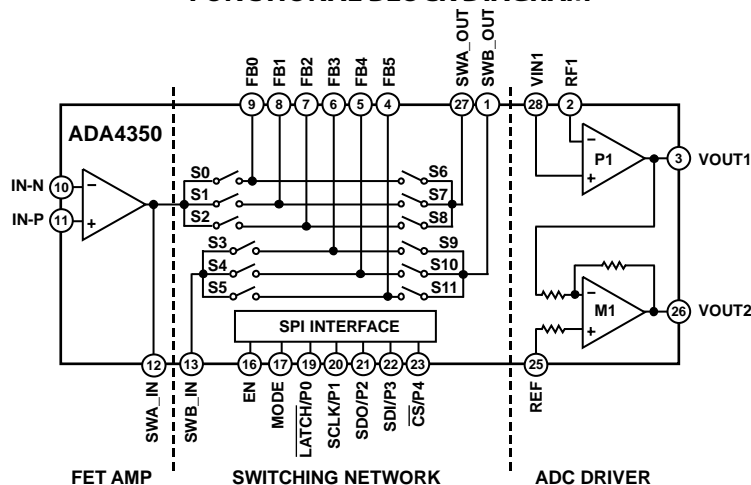 FUNCTIONAL BLOCK DIAGRAM
FB0
FB1
FB2
FB3
FB4
FB5
SWA_OUT
SWB_OUT
VIN1
RF1
9
8
7
6
5
4
27
1
28
2
ADA4350
S0
S1
S2
S3
S4
S5
S6
S7
S8
S9
S10
S11
IN-N 10
IN-P 11
−
+
−
P1
+
3 VOUT1
−
M1
+
26 VOUT2
SPI INTERFACE
12
13
16
17
19
20
21
22
23
25
SWA_IN
SWB_IN
EN
MODE
LATCH/P0
SCLK/P1
SDO/P2
SDI/P3
CS/P4
REF
FET AMP
SWITCHING NETWORK
ADC DRIVER